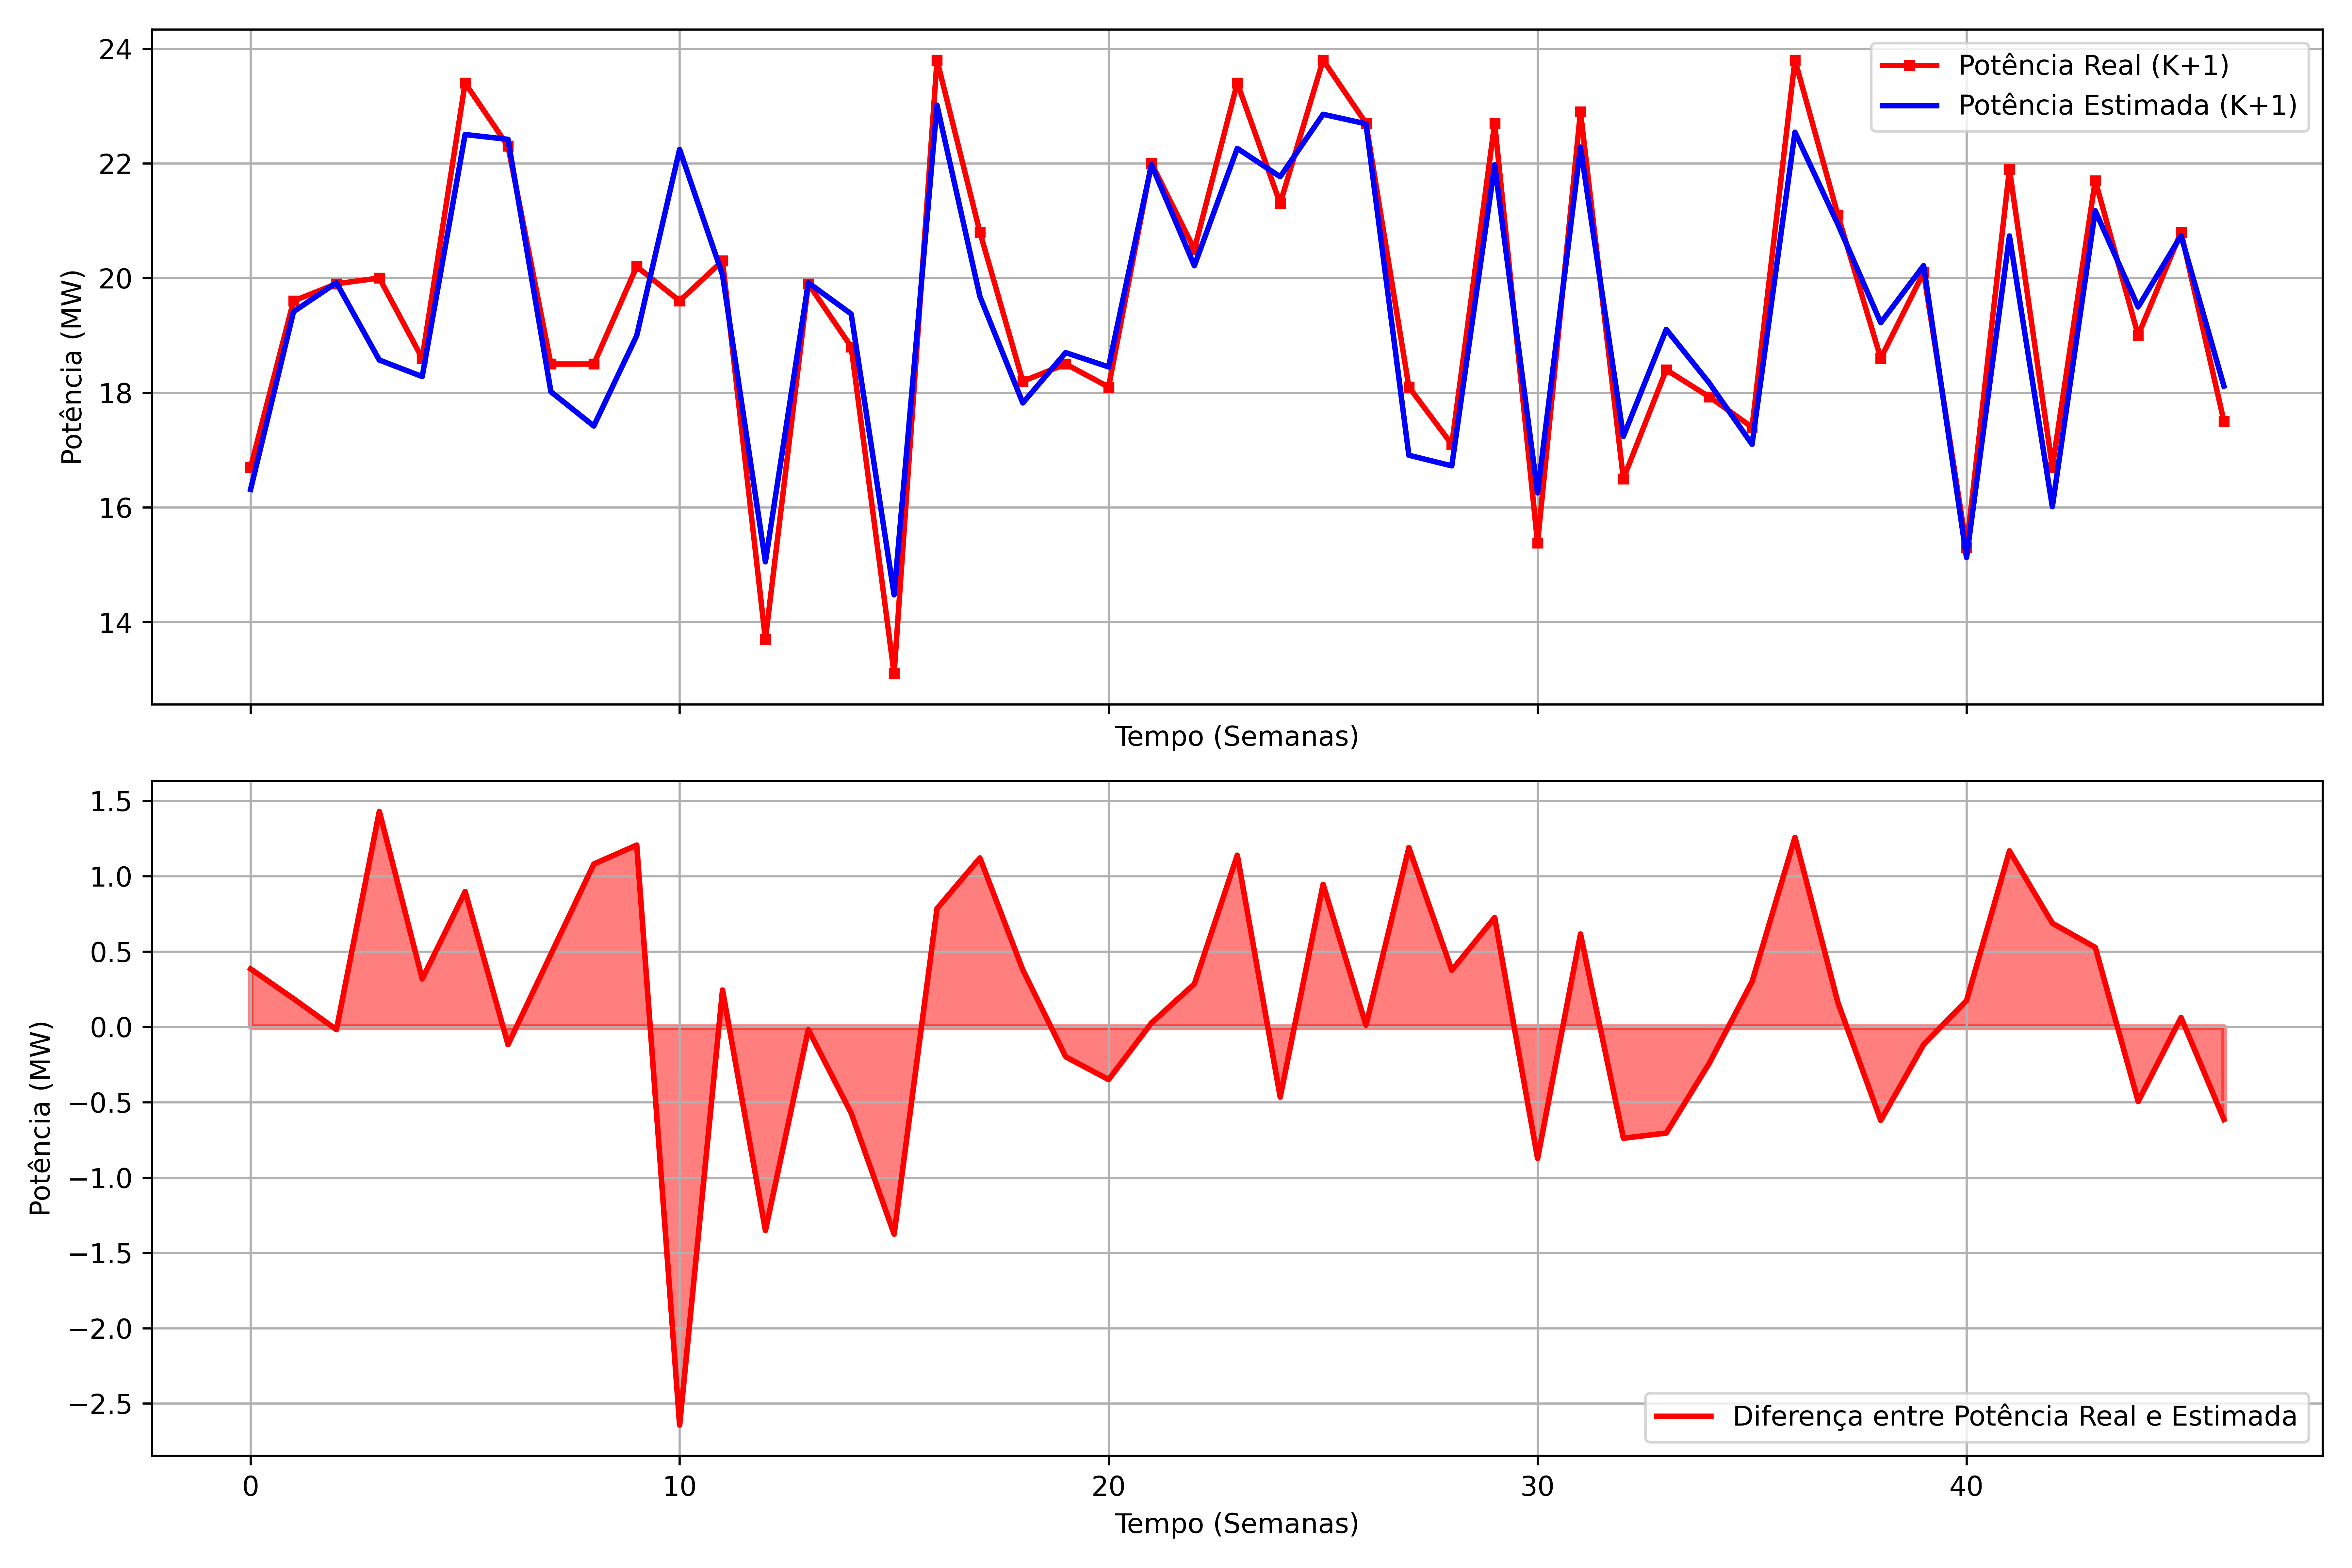 24
22
20
18
16
14
Potência (MW)
Potência Real (K+1)
Potência Estimada (K+1)
Tempo (Semanas)
1.5
1.0
0.5
0.0
−0.5
−1.0
−1.5
−2.0
−2.5
Potência (MW)
Diferença entre Potência Real e Estimada
0 10 20 30 40
Tempo (Semanas)